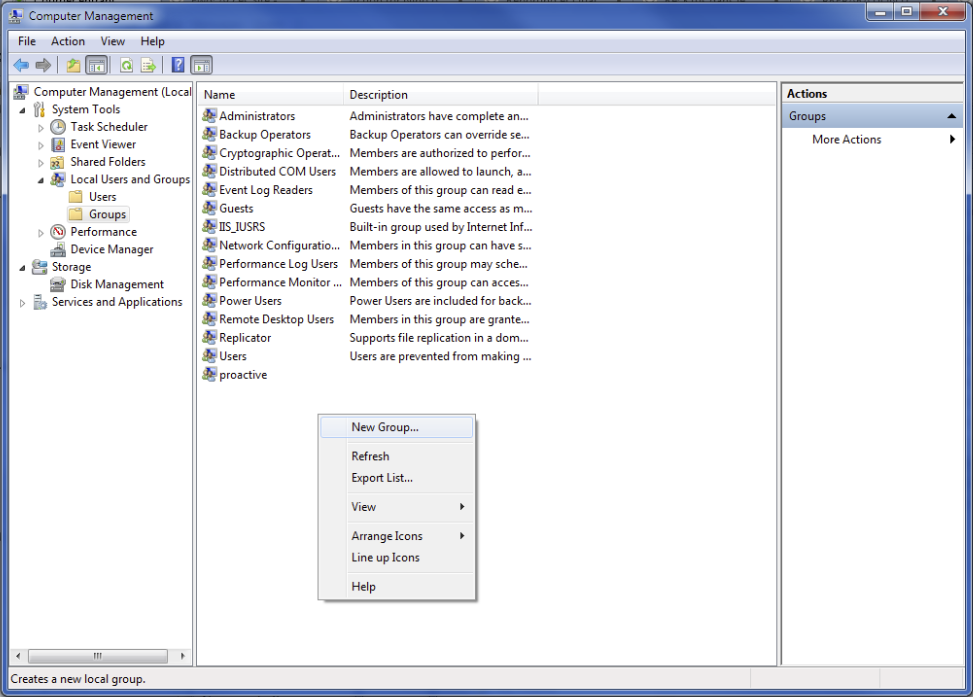 Computer Management
File Action View Help
Computer Management (Local
System Tools
Task Scheduler
Event Viewer
Shared Folders
Local Users and Groups
Users
Groups
Performance
Device Manager
Storage
Disk Management
Services and Applications
Name Description
Administrators Administrators have complete an...
Backup Operators Backup Operators can override se...
Cryptographic Operat... Members are authorized to perfor...
Distributed COM Users Members are allowed to launch, a...
Event Log Readers Members of this group can read e...
Guests Guests have the same access as m...
IIS_IUSRS Built-in group used by Internet Inf...
Network Configuratio... Members in this group can have s...
Performance Log Users Members of this group may sche...
Performance Monitor ... Members of this group can acces...
Power Users Power Users are included for back...
Remote Desktop Users Members in this group are grante...
Replicator Supports file replication in a dom...
Users Users are prevented from making ...
proactive
New Group...
Refresh
Export List...
View
Arrange Icons
Line up Icons
Help
Actions
Groups
More Actions
Creates a new local group.